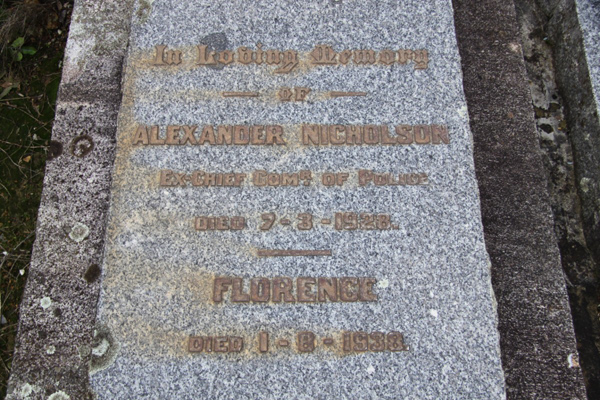 In Loving Memory
OF
ALEXANDER NICHOLSON
EX-CHIEF COMR. OF POLICE
DIED 7-3-1928.
FLORENCE
DIED 1-8-1938.